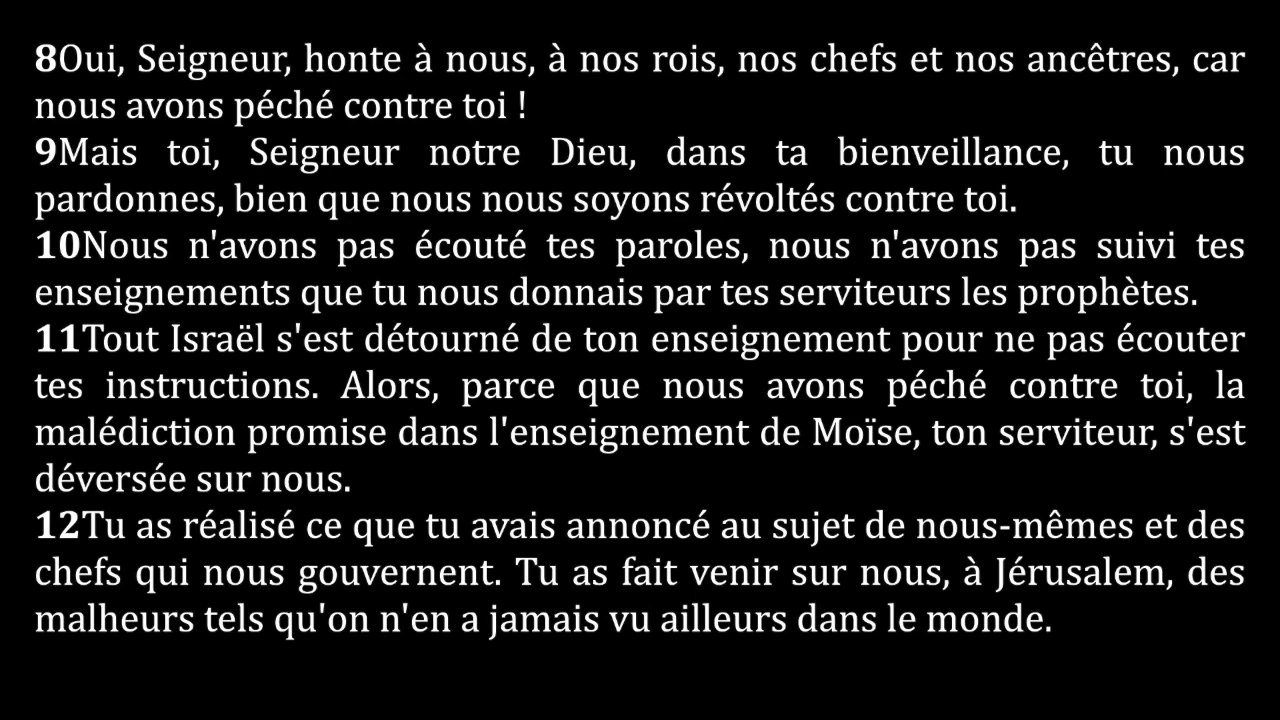 8Oui, Seigneur, honte à nous, à nos rois, nos chefs et nos ancêtres, car
nous avons péché contre toi !
9Mais toi, Seigneur notre Dieu, dans ta bienveillance, tu nous
pardonnes, bien que nous nous soyons révoltés contre toi.
10Nous n'avons pas écouté tes paroles, nous n'avons pas suivi tes
enseignements que tu nous donnais par tes serviteurs les prophètes.
11Tout Israël s'est détourné de ton enseignement pour ne pas écouter
tes instructions. Alors, parce que nous avons péché contre toi, la
malédiction promise dans l'enseignement de Moïse, ton serviteur, s'est
déversée sur nous.
12Tu as réalisé ce que tu avais annoncé au sujet de nous-mêmes et des
chefs qui nous gouvernent. Tu as fait venir sur nous, à Jérusalem, des
malheurs tels qu'on n'en a jamais vu ailleurs dans le monde.